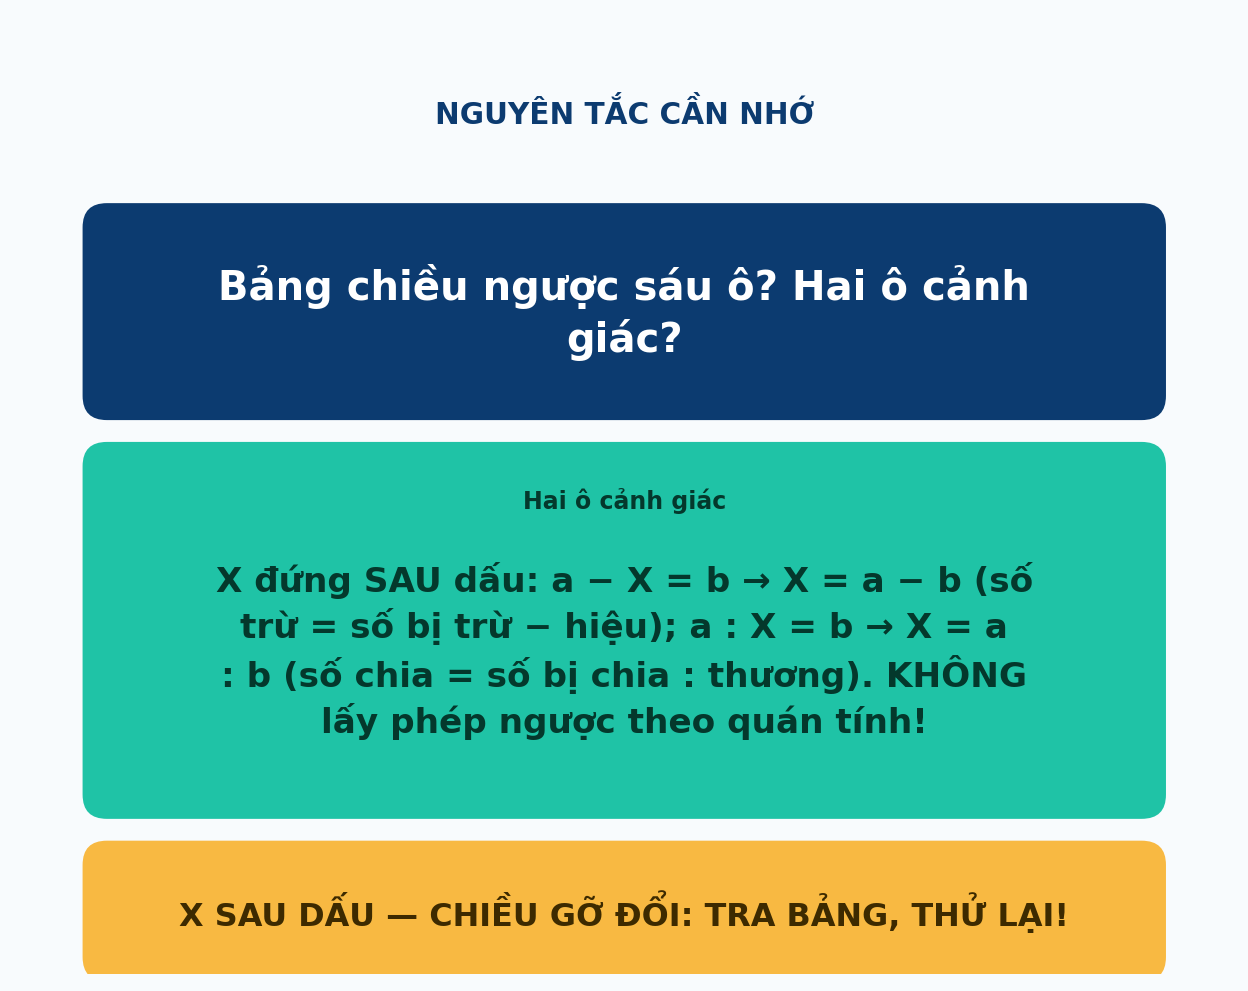 NGUYÊN TẮC CẦN NHỚ
Bảng chiều ngược sáu ô? Hai ô cảnh
giác?
Hai ô cảnh giác
X đứng SAU dấu: a − X = b → X = a − b (số
trừ = số bị trừ − hiệu); a : X = b → X = a
: b (số chia = số bị chia : thương). KHÔNG
lấy phép ngược theo quán tính!
X SAU DẤU — CHIỀU GỠ ĐỔI: TRA BẢNG, THỬ LẠI!